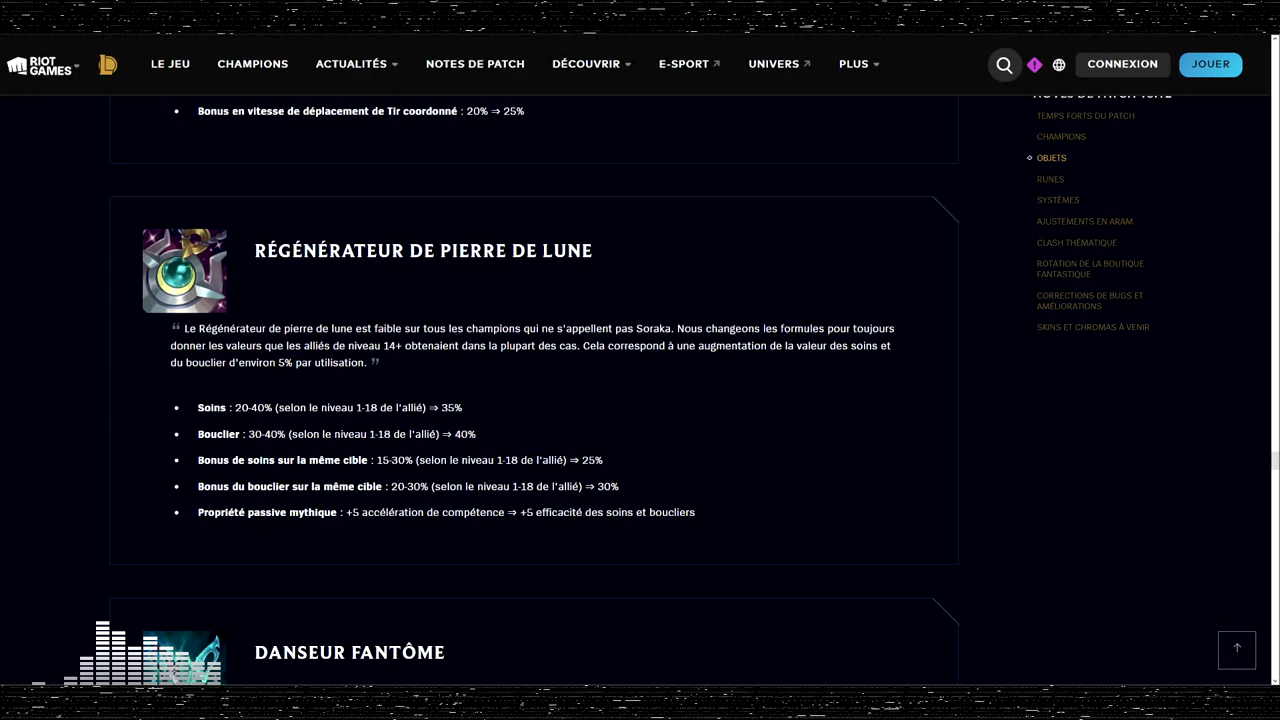 RIOT GAMES
LE JEU
CHAMPIONS
ACTUALITÉS
NOTES DE PATCH
DÉCOUVRIR
E-SPORT
UNIVERS
PLUS
CONNEXION
JOUER
Bonus en vitesse de déplacement de Tir coordonné : 20% ⇒ 25%
RÉGÉNÉRATEUR DE PIERRE DE LUNE
“ Le Régénérateur de pierre de lune est faible sur tous les champions qui ne s'appellent pas Soraka. Nous changeons les formules pour toujours
donner les valeurs que les alliés de niveau 14+ obtenaient dans la plupart des cas. Cela correspond à une augmentation de la valeur des soins et
du bouclier d'environ 5% par utilisation. ”
Soins : 20-40% (selon le niveau 1-18 de l'allié) ⇒ 35%
Bouclier : 30-40% (selon le niveau 1-18 de l'allié) ⇒ 40%
Bonus de soins sur la même cible : 15-30% (selon le niveau 1-18 de l'allié) ⇒ 25%
Bonus du bouclier sur la même cible : 20-30% (selon le niveau 1-18 de l'allié) ⇒ 30%
Propriété passive mythique : +5 accélération de compétence ⇒ +5 efficacité des soins et boucliers
DANSEUR FANTÔME
NOTES DE PATCH
TEMPS FORTS DU PATCH
CHAMPIONS
OBJETS
RUNES
SYSTÈMES
AJUSTEMENTS EN ARAM
CLASH THÉMATIQUE
ROTATION DE LA BOUTIQUE
FANTASTIQUE
CORRECTIONS DE BUGS ET
AMÉLIORATIONS
SKINS ET CHROMAS À VENIR